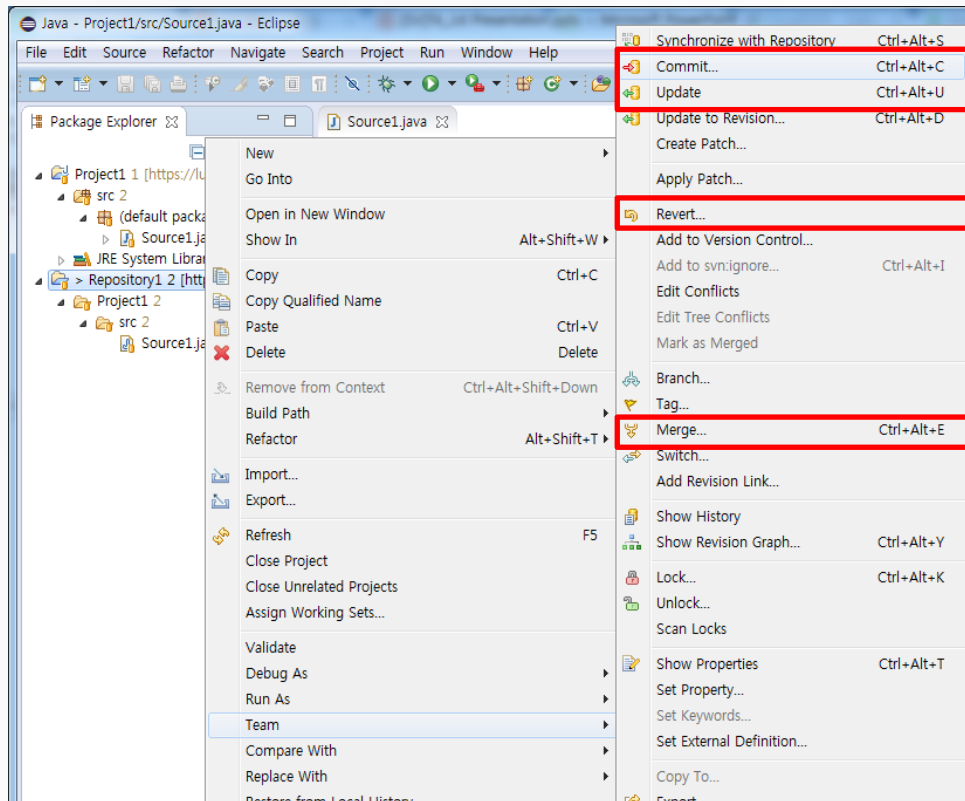 Java - Project1/src/Source1.java - Eclipse
File Edit Source Refactor Navigate Search Project Run Window Help
Package Explorer
Source1.java
Project1 1 [https://lu
src 2
(default packa
Source1.ja
JRE System Librar
> Repository1 2 [http
Project1 2
src 2
Source1.ja
New
Go Into
Open in New Window
Show In Alt+Shift+W
Copy Ctrl+C
Copy Qualified Name
Paste Ctrl+V
Delete Delete
Remove from Context Ctrl+Alt+Shift+Down
Build Path
Refactor Alt+Shift+T
Import...
Export...
Refresh F5
Close Project
Close Unrelated Projects
Assign Working Sets...
Validate
Debug As
Run As
Team
Compare With
Replace With
Restore from Local History...
Synchronize with Repository Ctrl+Alt+S
Commit... Ctrl+Alt+C
Update Ctrl+Alt+U
Update to Revision... Ctrl+Alt+D
Create Patch...
Apply Patch...
Revert...
Add to Version Control...
Add to svn:ignore... Ctrl+Alt+I
Edit Conflicts
Edit Tree Conflicts
Mark as Merged
Branch...
Tag...
Merge... Ctrl+Alt+E
Switch...
Add Revision Link...
Show History
Show Revision Graph... Ctrl+Alt+Y
Lock... Ctrl+Alt+K
Unlock...
Scan Locks
Show Properties Ctrl+Alt+T
Set Property...
Set Keywords...
Set External Definition...
Copy To...
Export...